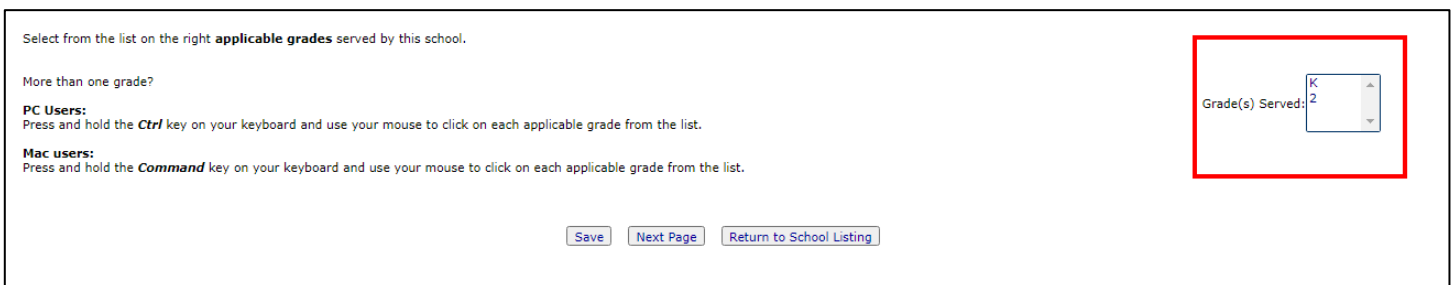 Select from the list on the right applicable grades served by this school.
More than one grade?
PC Users:
Press and hold the Ctrl key on your keyboard and use your mouse to click on each applicable grade from the list.
Mac users:
Press and hold the Command key on your keyboard and use your mouse to click on each applicable grade from the list.
Grade(s) Served:
K
2
Save
Next Page
Return to School Listing